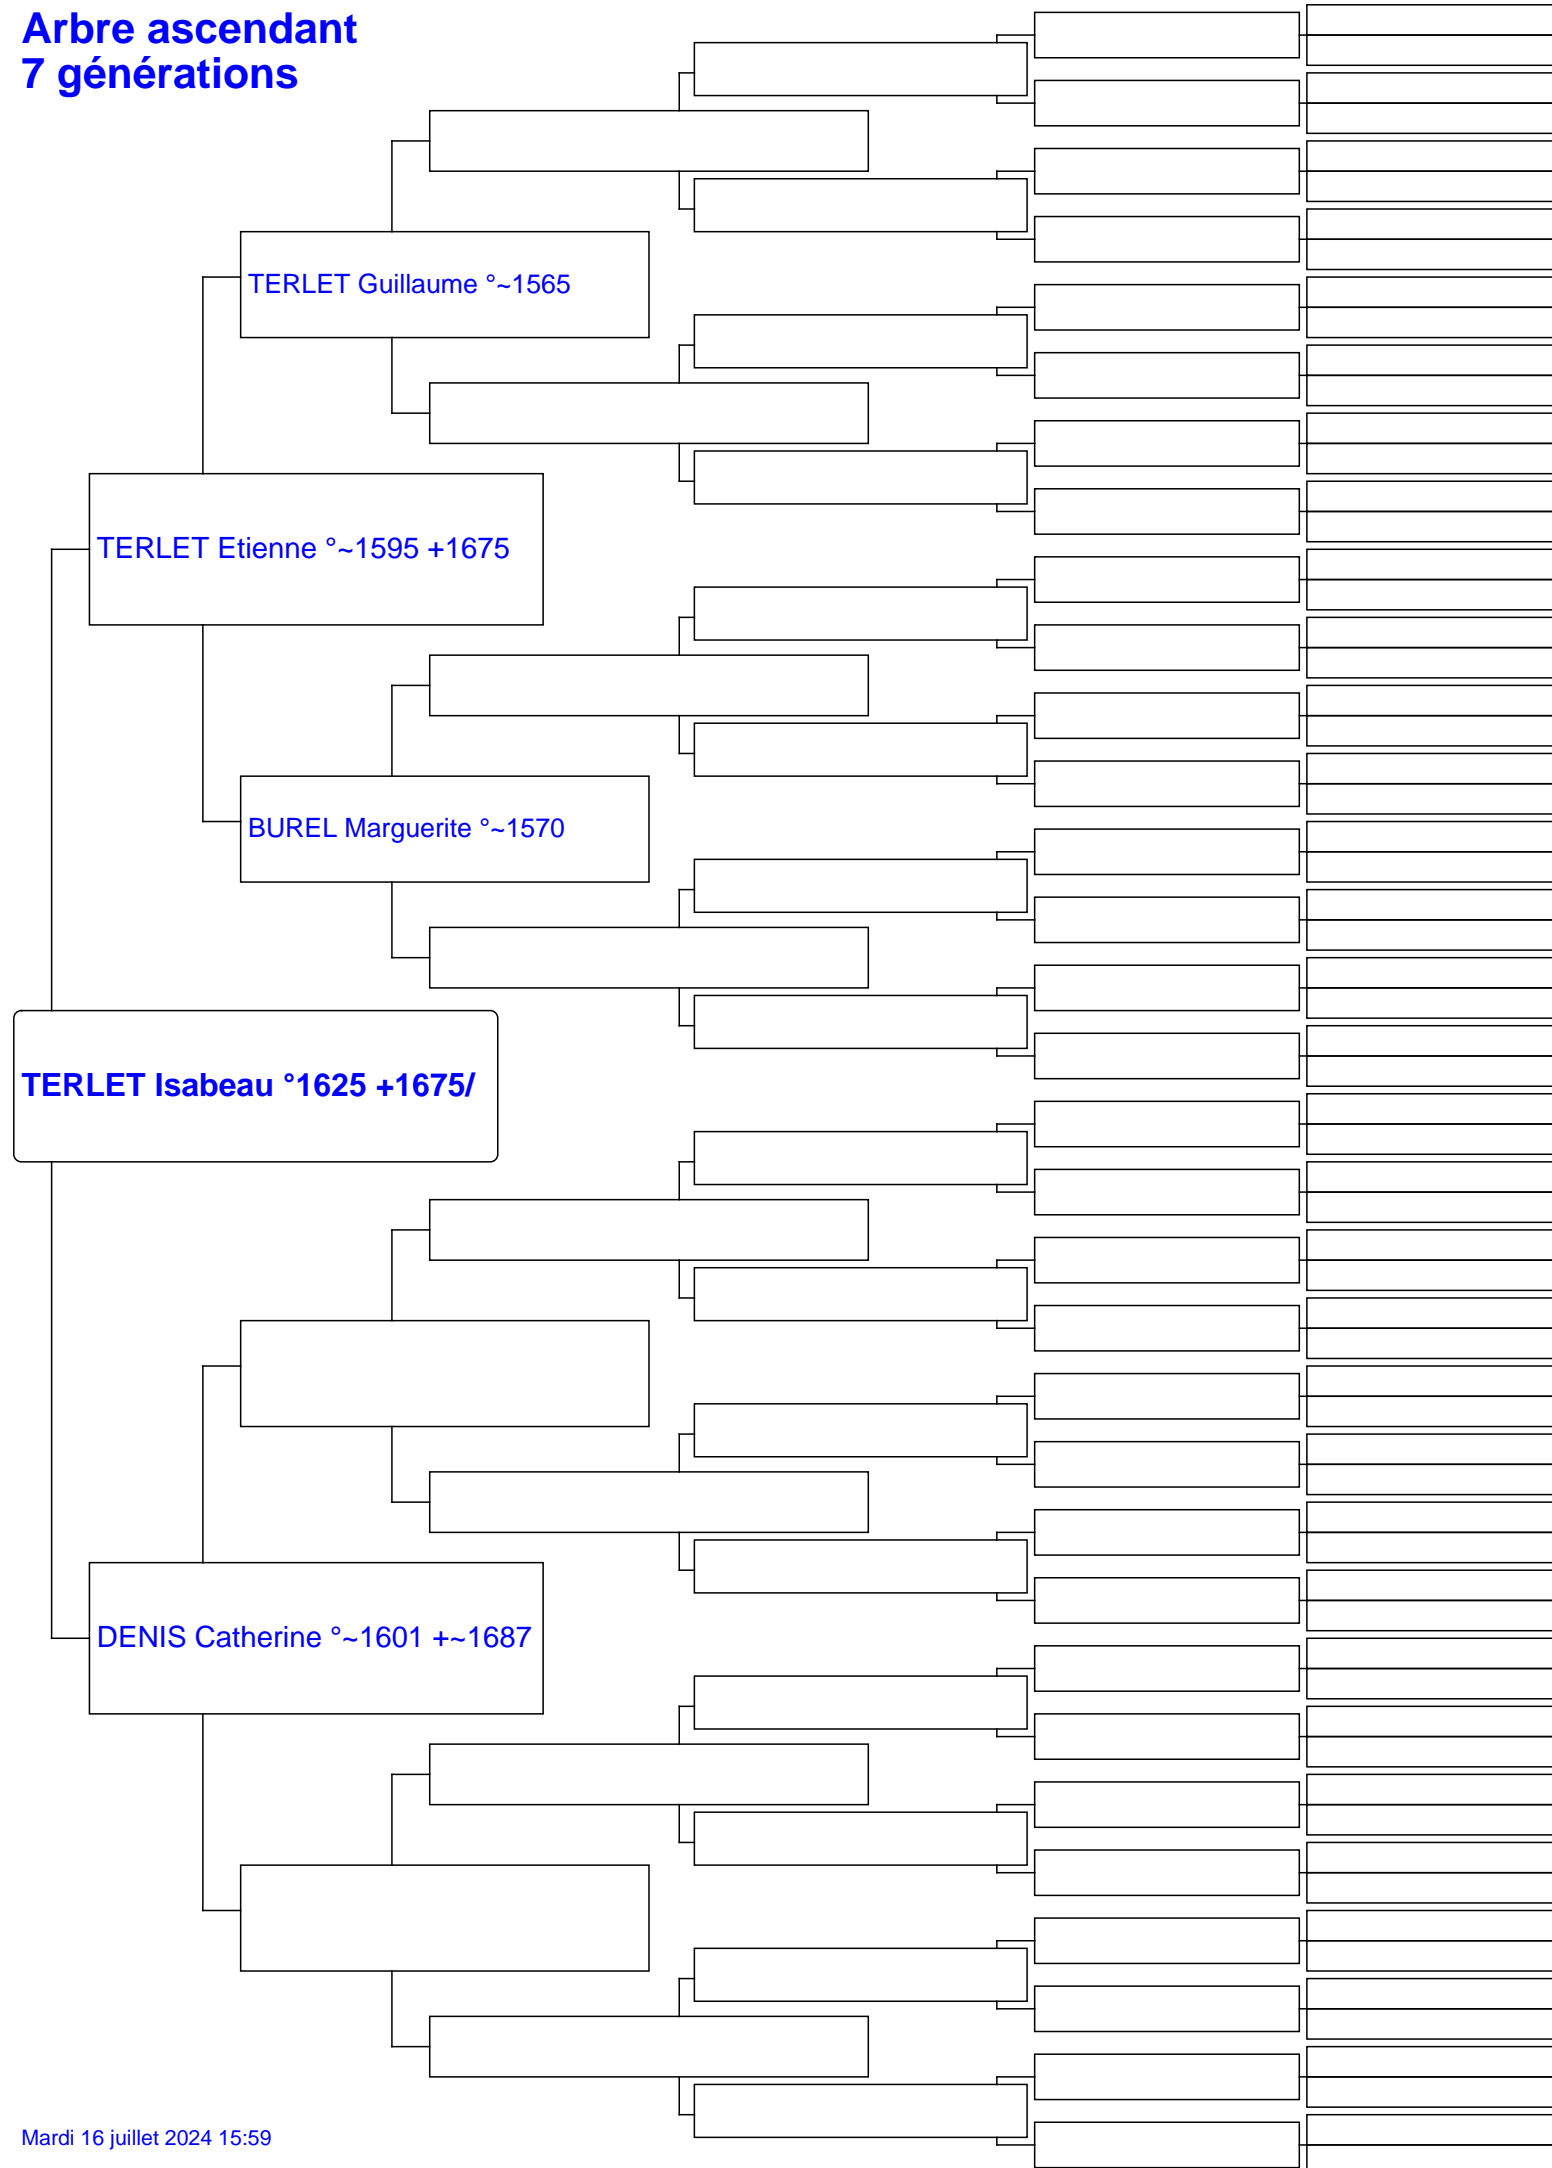 Arbre ascendant
7 générations
TERLET Guillaume °~1565
TERLET Etienne °~1595 +1675
BUREL Marguerite °~1570
TERLET Isabeau °1625 +1675/
DENIS Catherine °~1601 +~1687
Mardi 16 juillet 2024 15:59